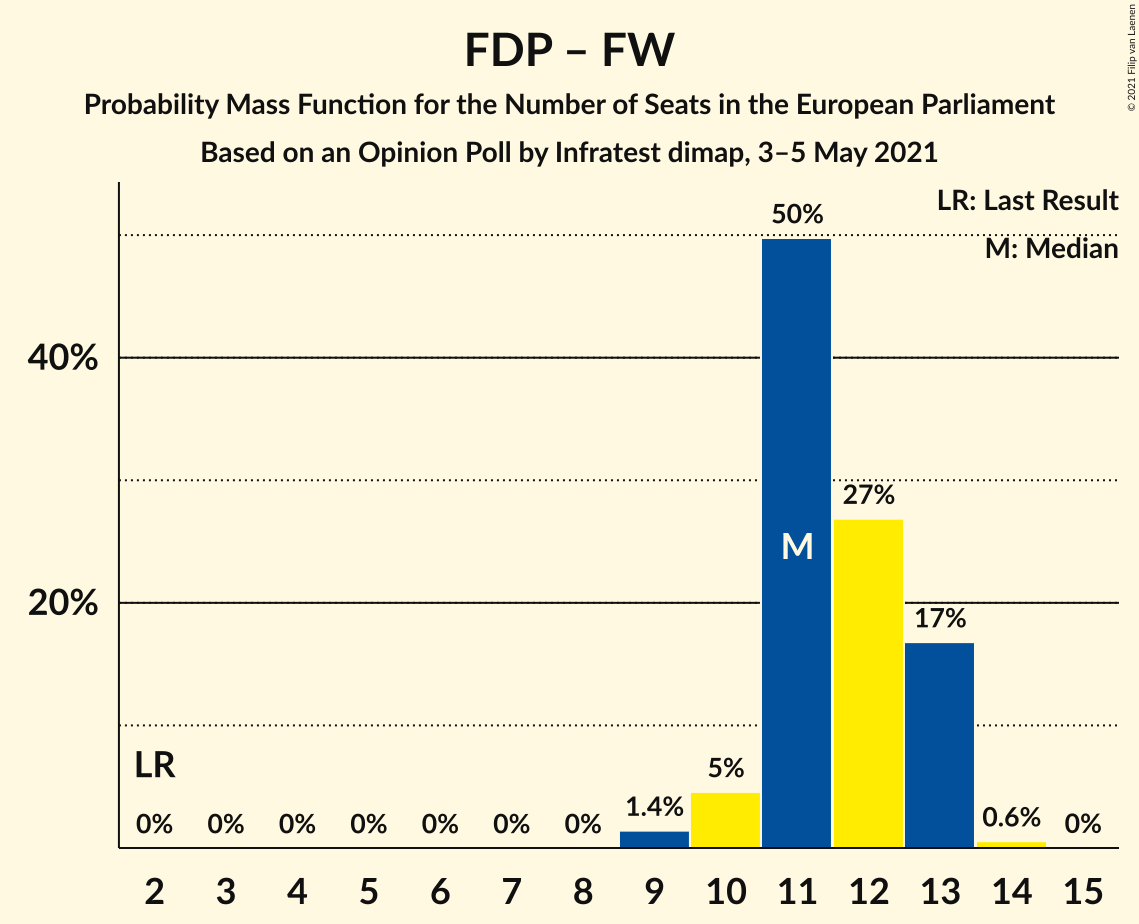 FDP – FW
Probability Mass Function for the Number of Seats in the European Parliament
Based on an Opinion Poll by Infratest dimap, 3–5 May 2021
© 2021 Filip van Laenen
LR: Last Result
M: Median
50%
40%
27%
M
20%
17%
LR
5%
1.4%
0.6%
0% 0% 0% 0% 0% 0% 0% 0%
2 3 4 5 6 7 8 9 10 11 12 13 14 15